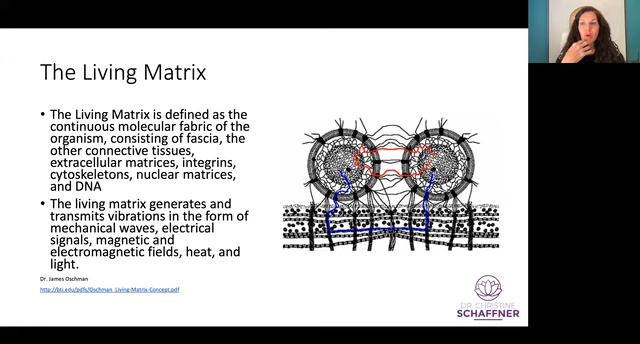 The Living Matrix
• The Living Matrix is defined as the
continuous molecular fabric of the
organism, consisting of fascia, the
other connective tissues,
extracellular matrices, integrins,
cytoskeletons, nuclear matrices,
and DNA
• The living matrix generates and
transmits vibrations in the form of
mechanical waves, electrical
signals, magnetic and
electromagnetic fields, heat, and
light.
Dr. James Oschman
http://bti.edu/pdfs/Oschman_Living-Matrix-Concept.pdf
DR. CHRISTINE
SCHAFFNER